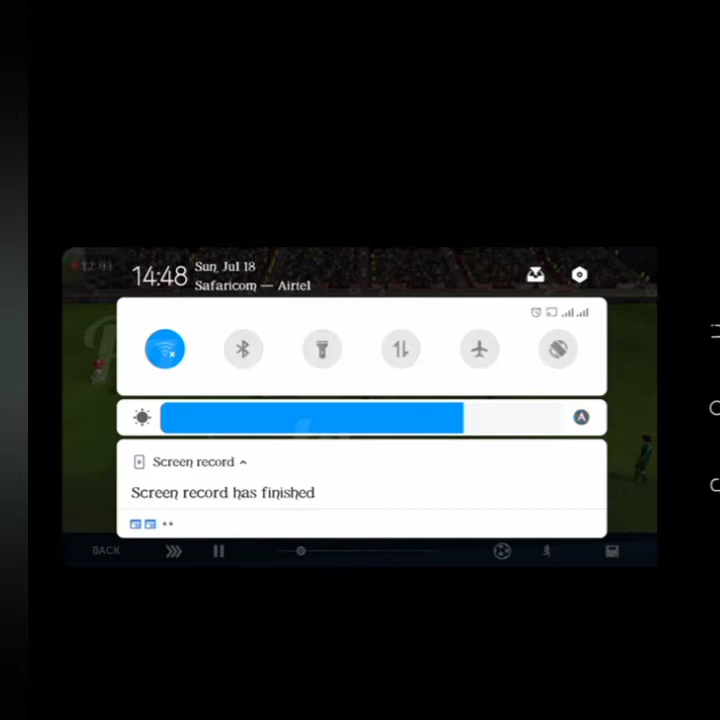 14:48
Sun, Jul 18
Safaricom — Airtel
A
Screen record
Screen record has finished
BACK